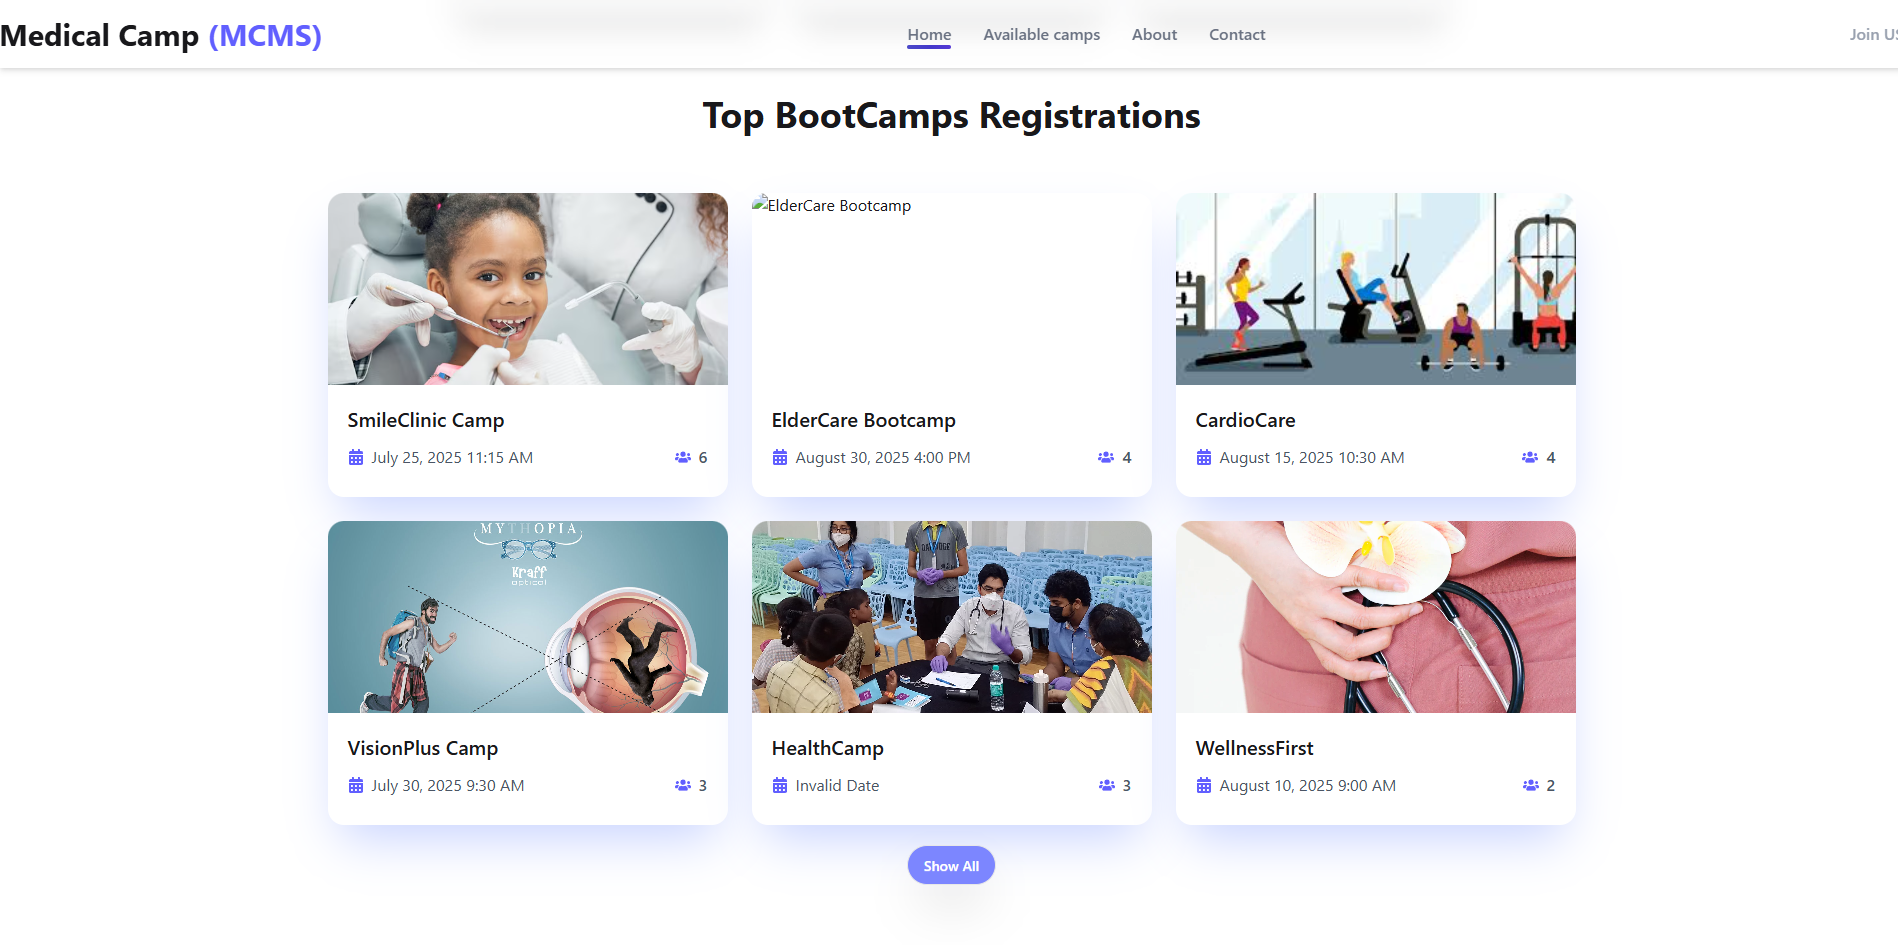 Medical Camp (MCMS)
Home
Available camps
About
Contact
Join US
Top BootCamps Registrations
ElderCare Bootcamp
SmileClinic Camp
July 25, 2025 11:15 AM
6
ElderCare Bootcamp
August 30, 2025 4:00 PM
4
CardioCare
August 15, 2025 10:30 AM
4
MYTHOPIA
Kraff
optical
VisionPlus Camp
July 30, 2025 9:30 AM
3
HealthCamp
Invalid Date
3
WellnessFirst
August 10, 2025 9:00 AM
2
Show All